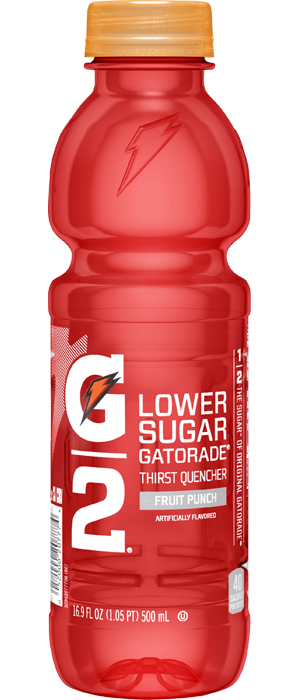 G
2
LOWER
SUGAR
GATORADE®
THIRST QUENCHER
FRUIT PUNCH
ARTIFICIALLY FLAVORED
16.9 FL OZ (1.05 PT) 500 mL
1/2 THE SUGAR* OF ORIGINAL GATORADE®